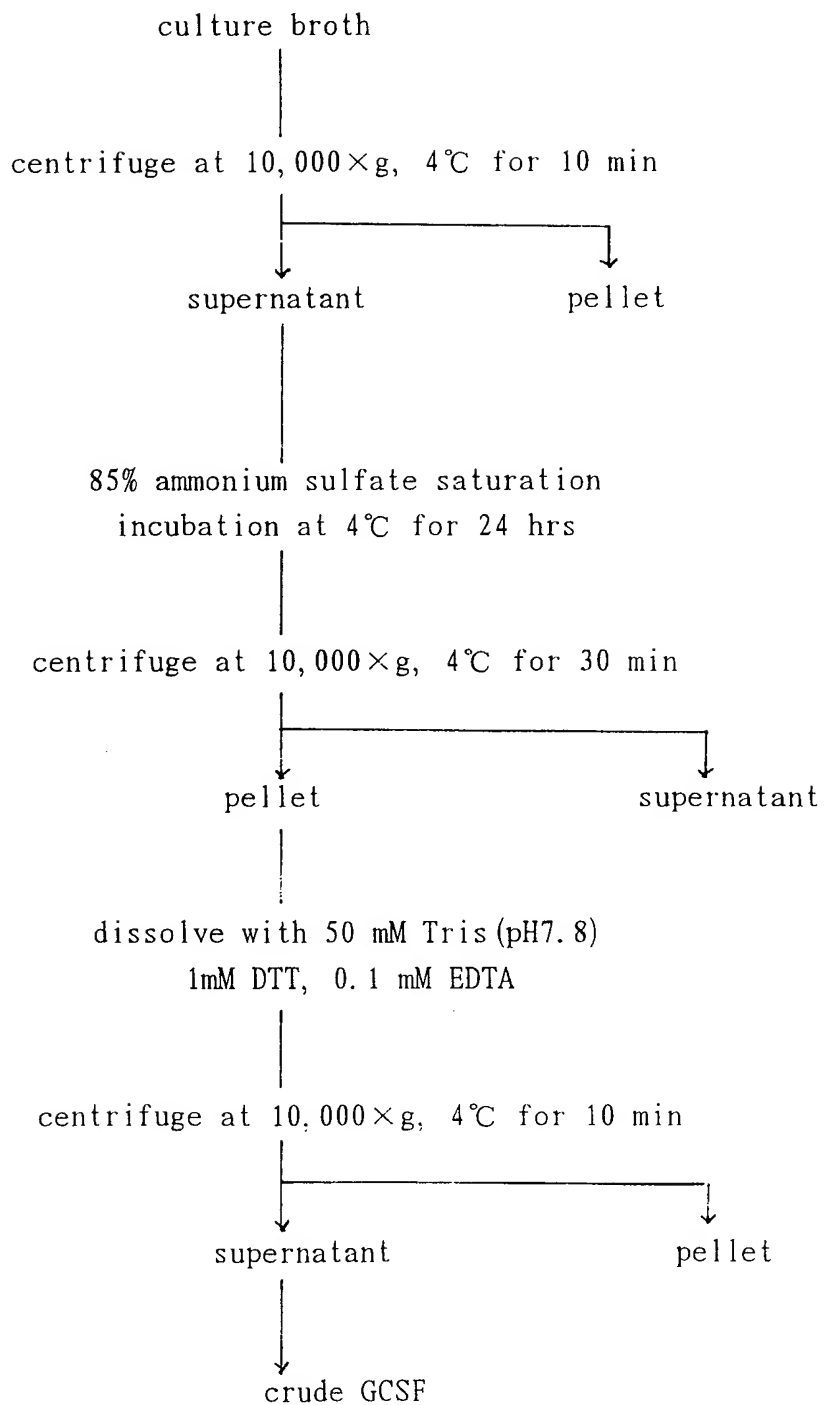 culture broth
centrifuge at 10,000×g, 4℃ for 10 min
supernatant
pellet
85% ammonium sulfate saturation
incubation at 4℃ for 24 hrs
centrifuge at 10,000×g, 4℃ for 30 min
pellet
supernatant
dissolve with 50 mM Tris(pH7.8)
1mM DTT, 0.1 mM EDTA
centrifuge at 10,000×g, 4℃ for 10 min
supernatant
pellet
crude GCSF